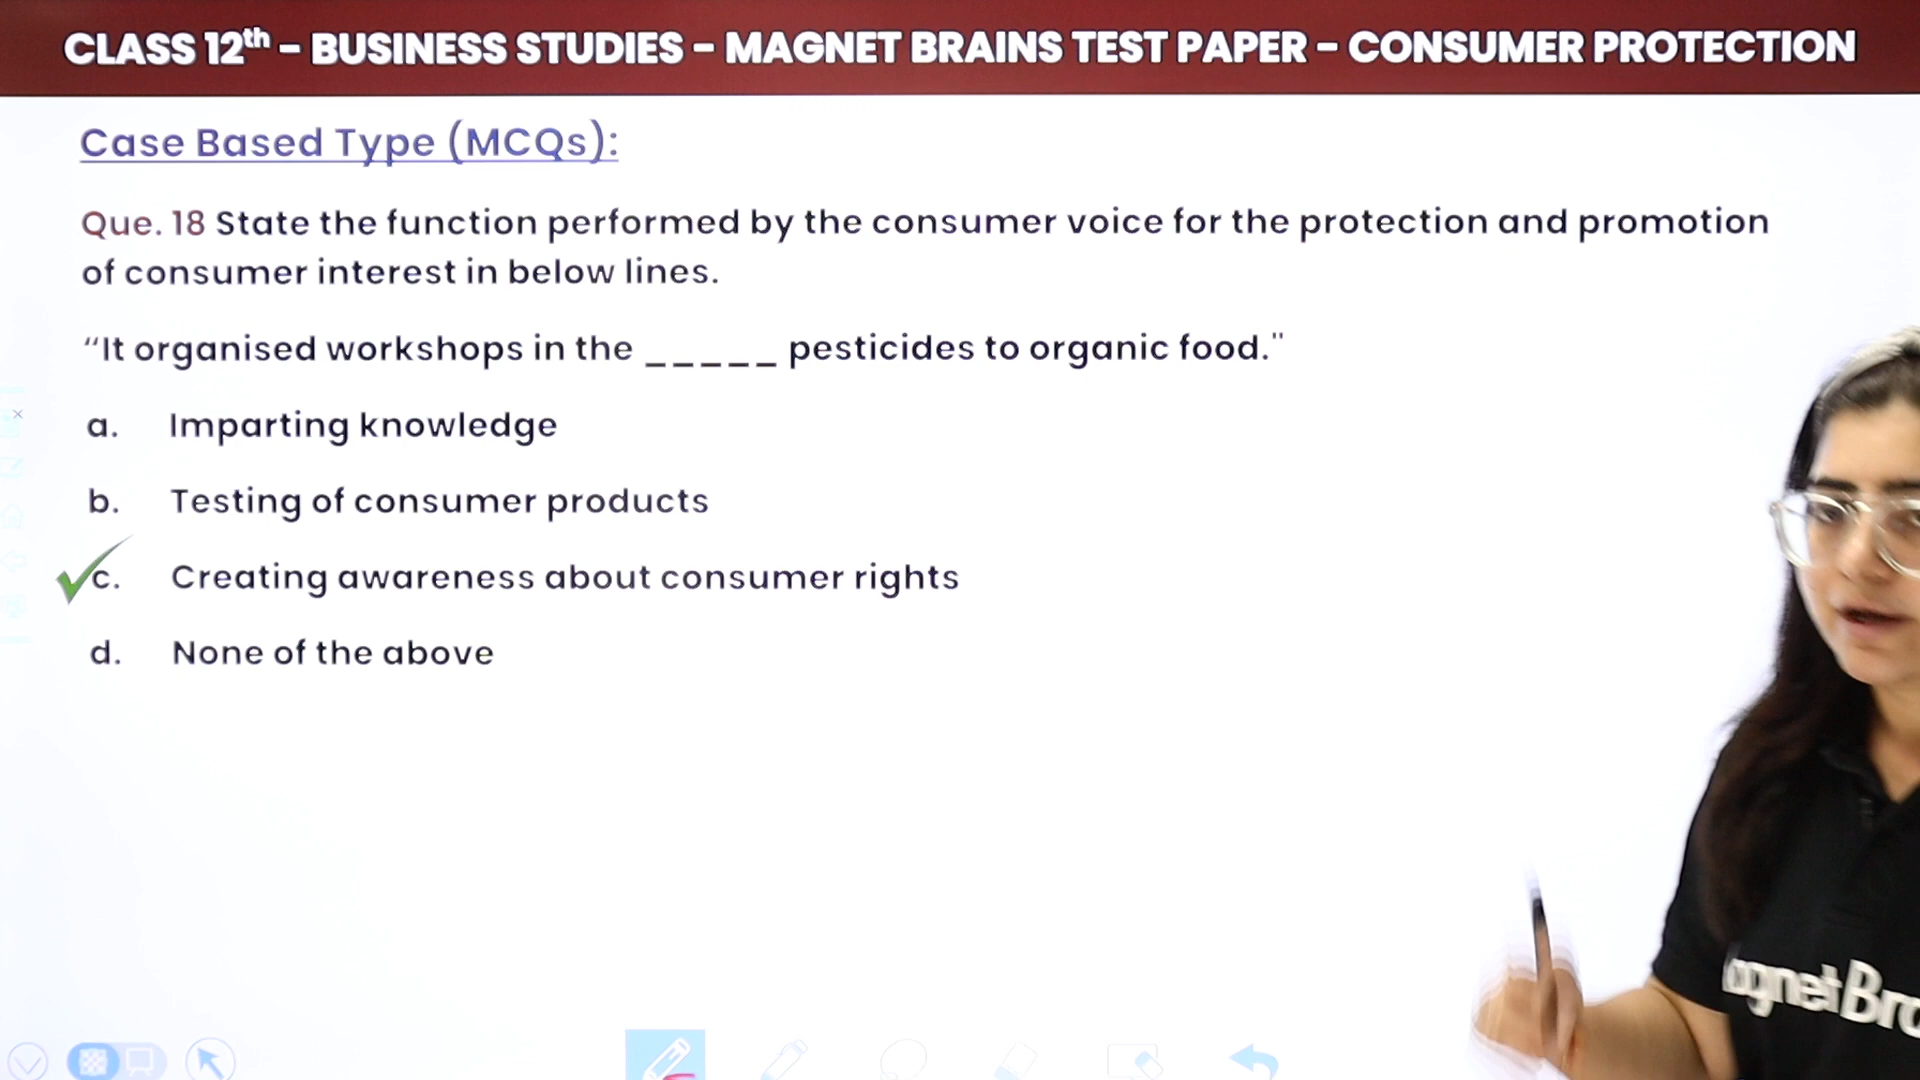 CLASS 12th – BUSINESS STUDIES – MAGNET BRAINS TEST PAPER – CONSUMER PROTECTION
Case Based Type (MCQs):
Que. 18 State the function performed by the consumer voice for the protection and promotion
of consumer interest in below lines.
“It organised workshops in the _____ pesticides to organic food."
a. Imparting knowledge
b. Testing of consumer products
c. Creating awareness about consumer rights
d. None of the above
agnetBra